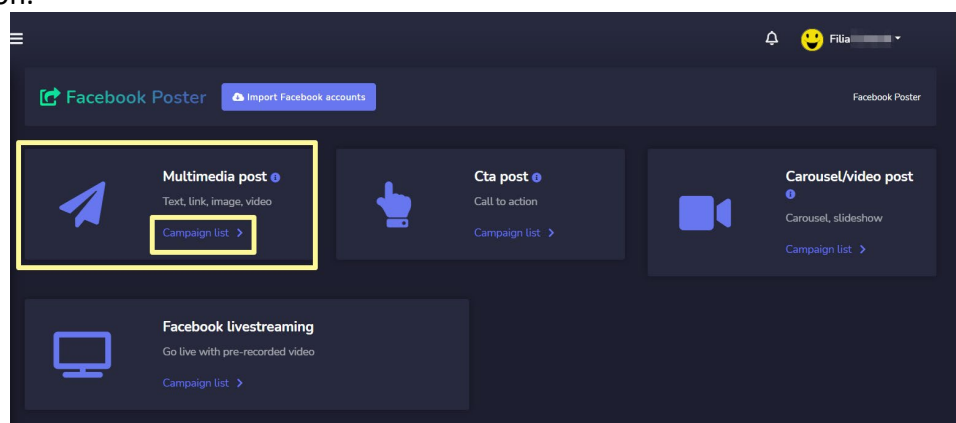 Filia
Facebook Poster
Import Facebook accounts
Facebook Poster
Multimedia post
Text, link, image, video
Campaign list
Cta post
Call to action
Campaign list
Carousel/video post
Carousel, slideshow
Campaign list
Facebook livestreaming
Go live with pre-recorded video
Campaign list